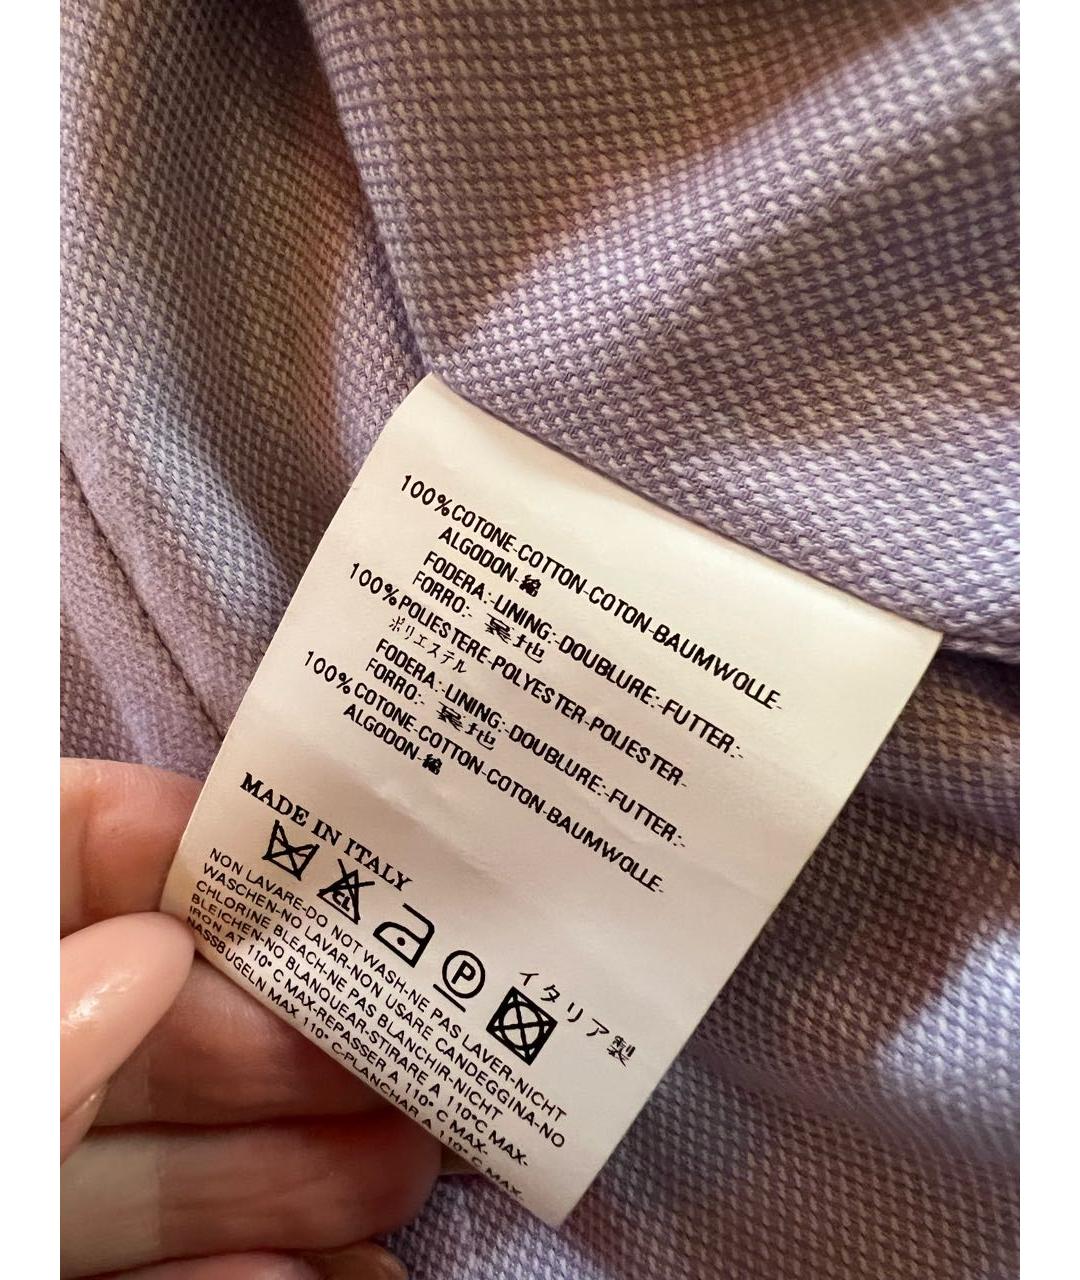 100%COTONE-COTTON-COTON-BAUMWOLLE-
ALGODON-綿
FODERA:-LINING:-DOUBLURE:-FUTTER:-
FORRO:- 裏地
100%POLIESTERE-POLYESTER-POLIESTER-
ポリエステル
FODERA:-LINING:-DOUBLURE:-FUTTER:-
FORRO:- 裏地
100%COTONE-COTTON-COTON-BAUMWOLLE-
ALGODON-綿
MADE IN ITALY
イタリア製
CL
P
NON LAVARE-DO NOT WASH-NE PAS LAVER-NICHT
WASCHEN-NO LAVAR-NON USARE CANDEGGINA-NO
CHLORINE BLEACH-NE PAS BLANCHIR-NICHT
BLEICHEN-NO BLANQUEAR-STIRARE A 110°C MAX-
IRON AT 110° C MAX-REPASSER A 110° C MAX-
NASSBUGELN MAX 110° C-PLANCHAR A 110° C MAX